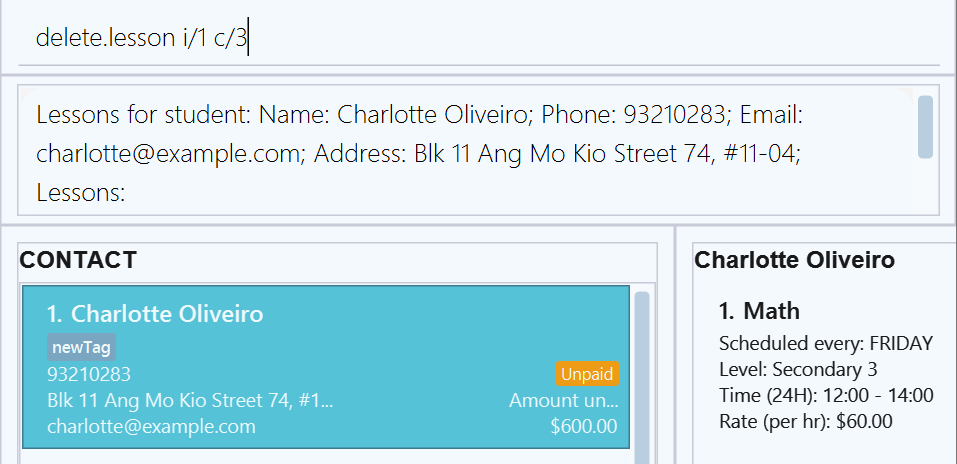 delete.lesson i/1 c/3
Lessons for student: Name: Charlotte Oliveiro; Phone: 93210283; Email:
charlotte@example.com; Address: Blk 11 Ang Mo Kio Street 74, #11-04;
Lessons:
CONTACT
1. Charlotte Oliveiro
newTag
93210283
Unpaid
Blk 11 Ang Mo Kio Street 74, #1...
Amount un...
charlotte@example.com
$600.00
Charlotte Oliveiro
1. Math
Scheduled every: FRIDAY
Level: Secondary 3
Time (24H): 12:00 - 14:00
Rate (per hr): $60.00